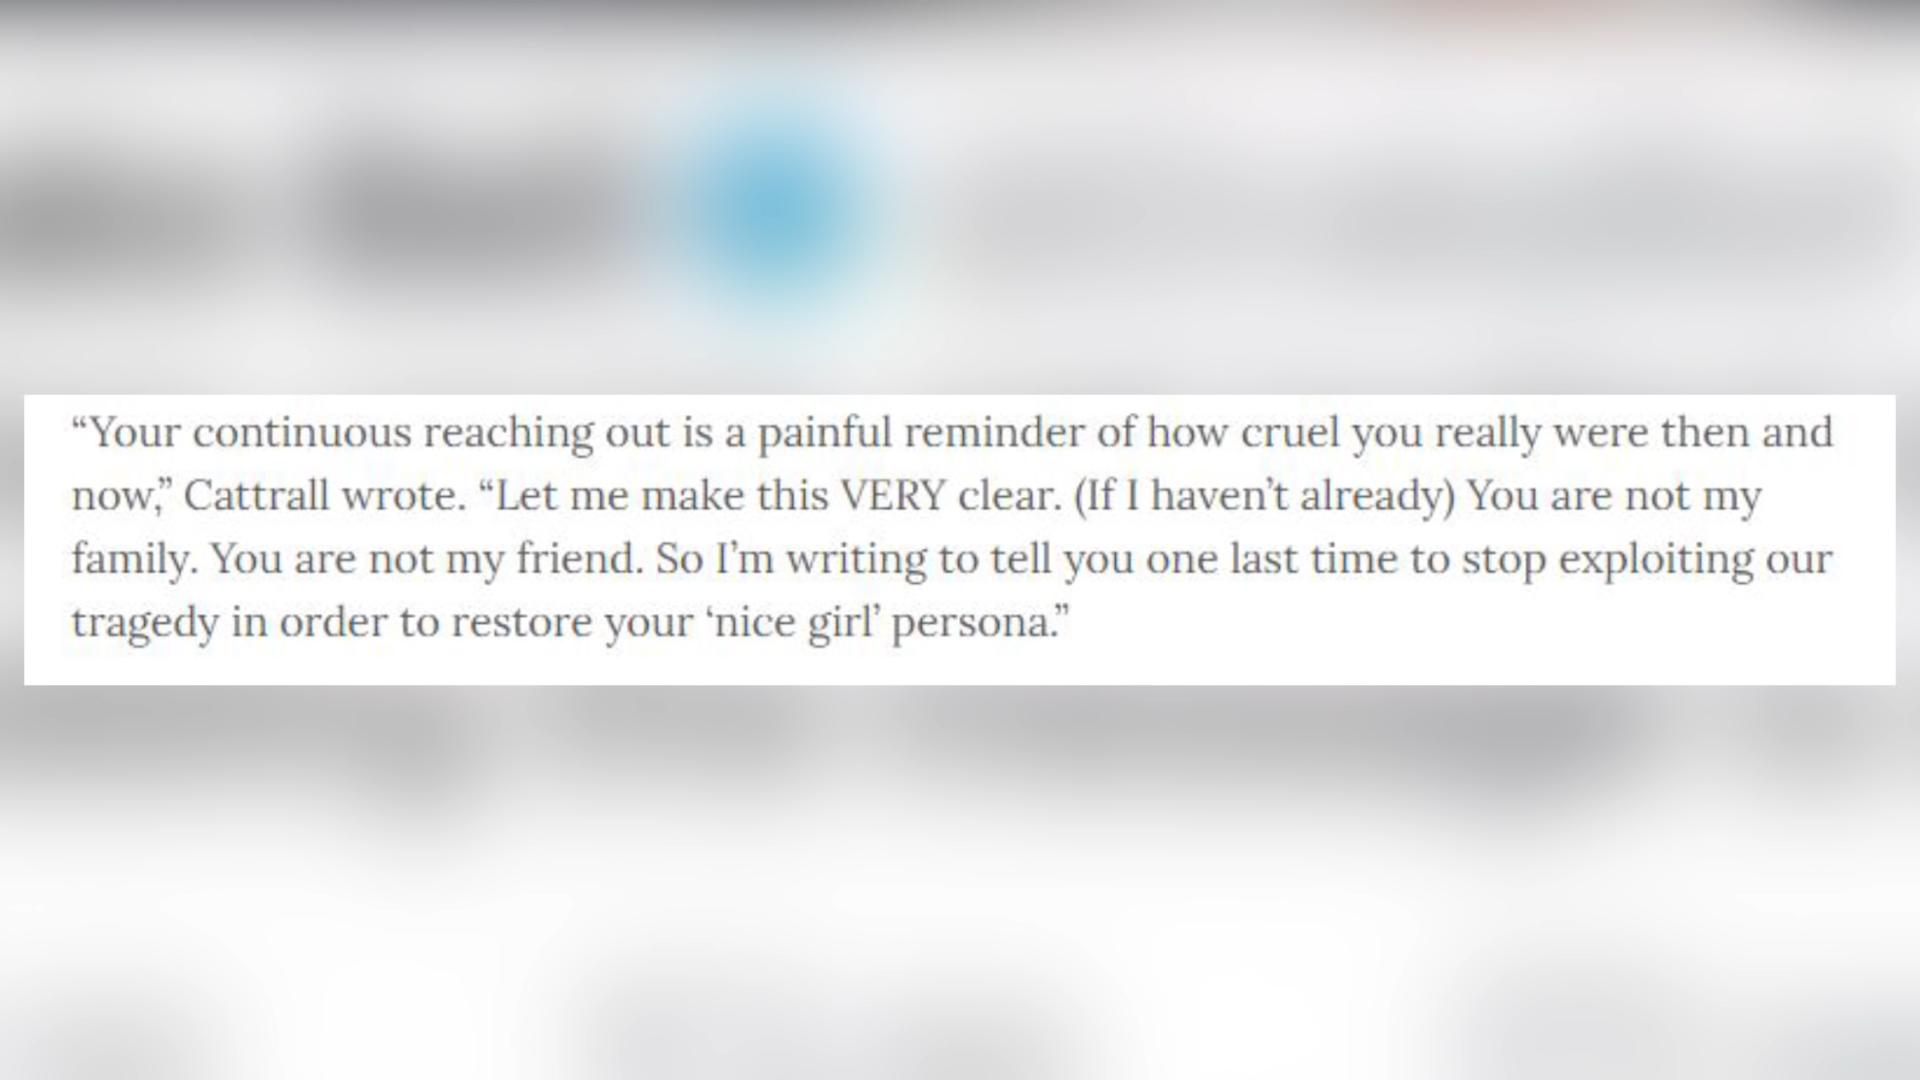 “Your continuous reaching out is a painful reminder of how cruel you really were then and
now,” Cattrall wrote. “Let me make this VERY clear. (If I haven’t already) You are not my
family. You are not my friend. So I’m writing to tell you one last time to stop exploiting our
tragedy in order to restore your ‘nice girl’ persona.”